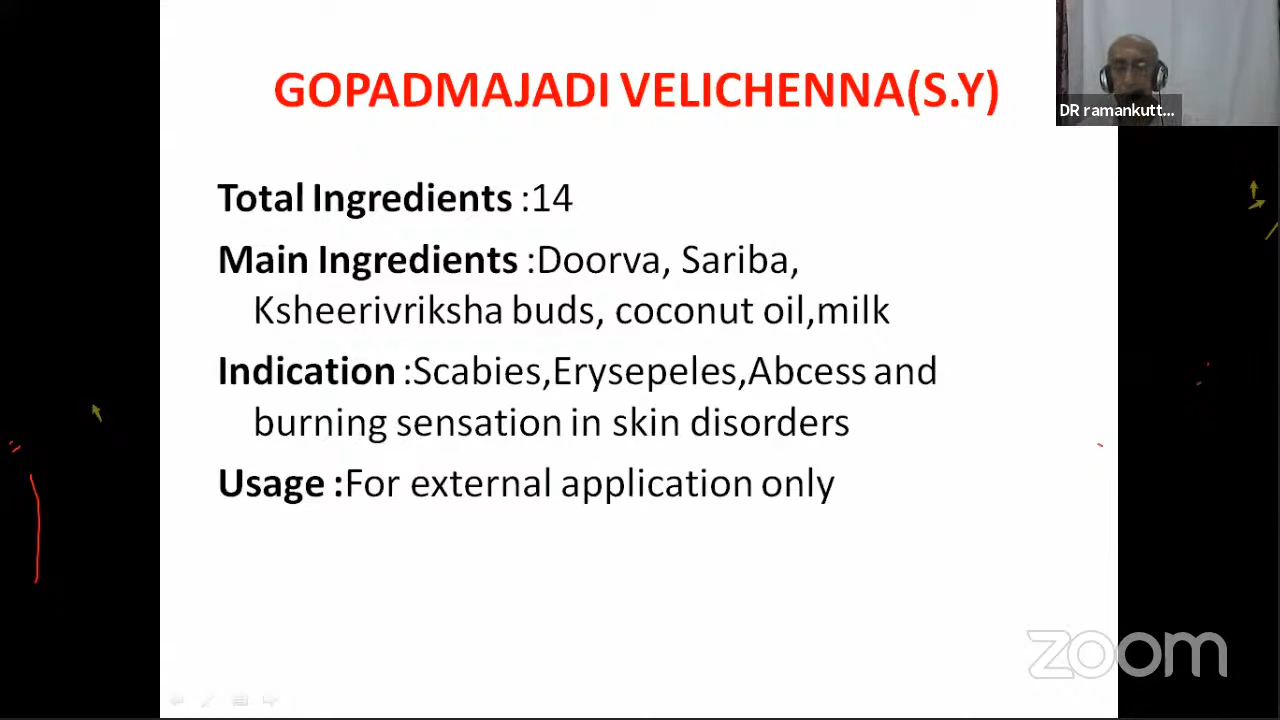 GOPADMAJADI VELICHENNA(S.Y)
DR ramankutt...
Total Ingredients :14
Main Ingredients :Doorva, Sariba,
Ksheerivriksha buds, coconut oil,milk
Indication :Scabies,Erysepeles,Abcess and
burning sensation in skin disorders
Usage :For external application only
zoom